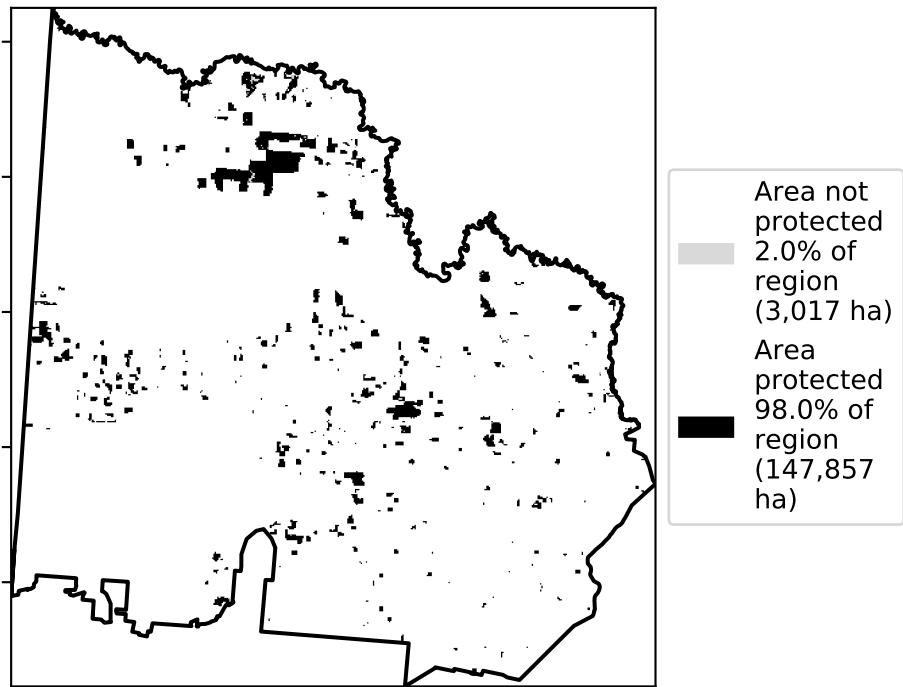 Area not
protected
2.0% of
region
(3,017 ha)
Area
protected
98.0% of
region
(147,857
ha)